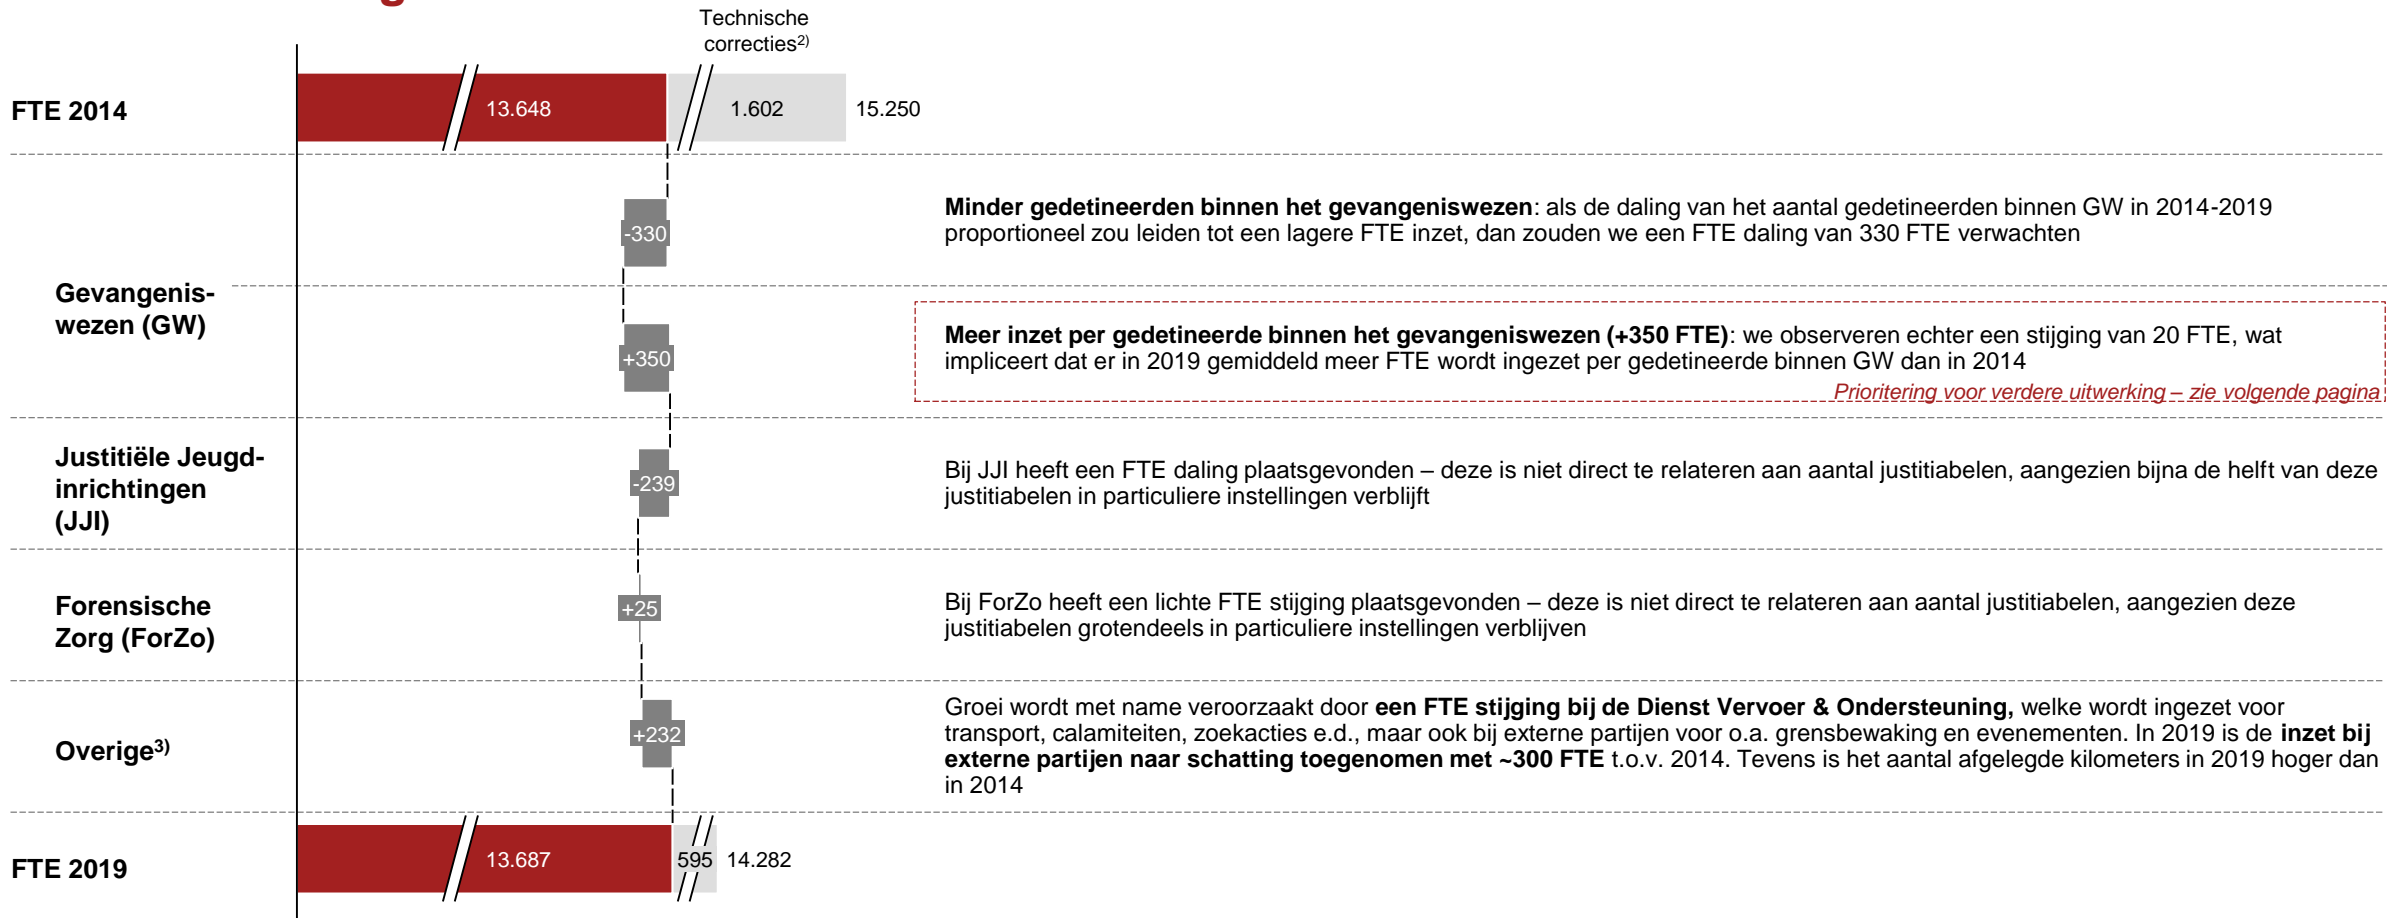 Technische
correcties2)
FTE 2014
13.648
1.602
15.250
Gevangenis-
wezen (GW)
-330
Minder gedetineerden binnen het gevangeniswezen: als de daling van het aantal gedetineerden binnen GW in 2014-2019
proportioneel zou leiden tot een lagere FTE inzet, dan zouden we een FTE daling van 330 FTE verwachten
+350
Meer inzet per gedetineerde binnen het gevangeniswezen (+350 FTE): we observeren echter een stijging van 20 FTE, wat
impliceert dat er in 2019 gemiddeld meer FTE wordt ingezet per gedetineerde binnen GW dan in 2014
Prioritering voor verdere uitwerking – zie volgende pagina
Justitiële Jeugd-
inrichtingen
(JJI)
-239
Bij JJI heeft een FTE daling plaatsgevonden – deze is niet direct te relateren aan aantal justitiabelen, aangezien bijna de helft van deze
justitiabelen in particuliere instellingen verblijft
Forensische
Zorg (ForZo)
+25
Bij ForZo heeft een lichte FTE stijging plaatsgevonden – deze is niet direct te relateren aan aantal justitiabelen, aangezien deze
justitiabelen grotendeels in particuliere instellingen verblijven
Overige3)
+232
Groei wordt met name veroorzaakt door een FTE stijging bij de Dienst Vervoer & Ondersteuning, welke wordt ingezet voor
transport, calamiteiten, zoekacties e.d., maar ook bij externe partijen voor o.a. grensbewaking en evenementen. In 2019 is de inzet bij
externe partijen naar schatting toegenomen met ~300 FTE t.o.v. 2014. Tevens is het aantal afgelegde kilometers in 2019 hoger dan
in 2014
FTE 2019
13.687
595
14.282